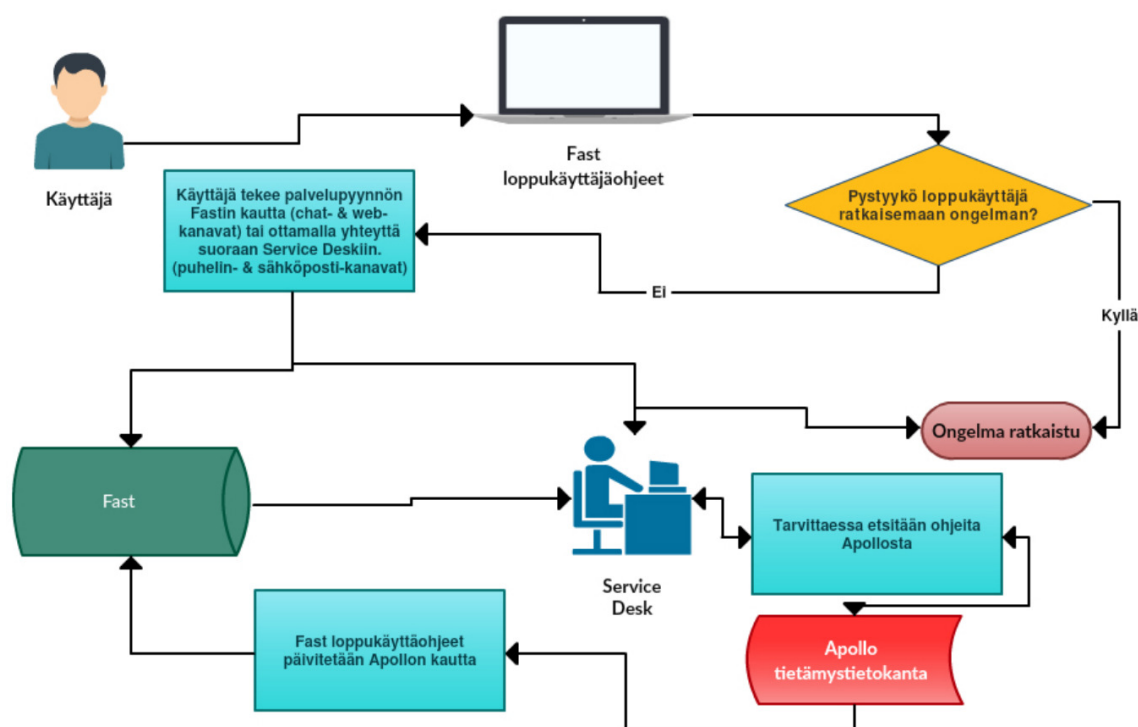 Käyttäjä
Fast
loppukäyttäjäohjeet
Pystyykö loppukäyttäjä
ratkaisemaan ongelman?
Käyttäjä tekee palvelupyynnön
Fastin kautta (chat- & web-
kanavat) tai ottamalla yhteyttä
suoraan Service Deskiin.
(puhelin- & sähköposti-kanavat)
Ei
Kyllä
Ongelma ratkaistu
Fast
Service
Desk
Tarvittaessa etsitään ohjeita
Apollosta
Fast loppukäyttäohjeet
päivitetään Apollon kautta
Apollo
tietämystietokanta